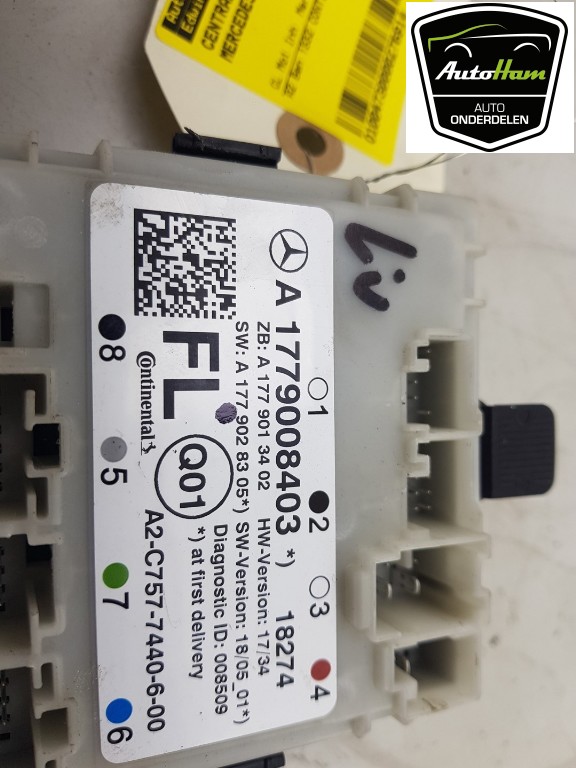 AutoHam
AUTO
ONDERDELEN
CENTRA
MERCEDES
A 1779008403 *) 18274
ZB: A 177 901 34 02 HW-Version: 17/34
SW: A 177 902 83 05*) SW-Version: 18/05_01*)
Diagnostic ID: 008509
*) at first delivery
FL
Q01
Continental
A2-C757-7440-6-00
1
2
3
4
8
5
7
6